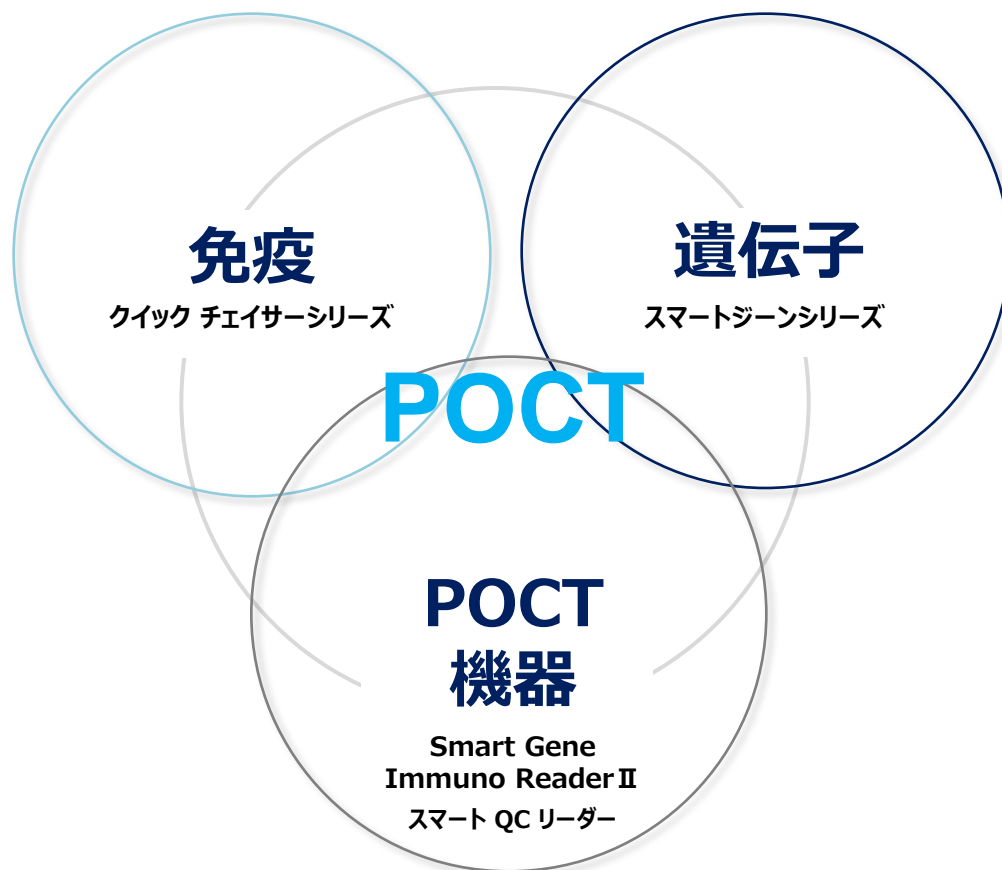 免疫
クイック チェイサーシリーズ
遺伝子
スマートジーンシリーズ
POCT
POCT
機器
Smart Gene
Immuno ReaderⅡ
スマート QC リーダー